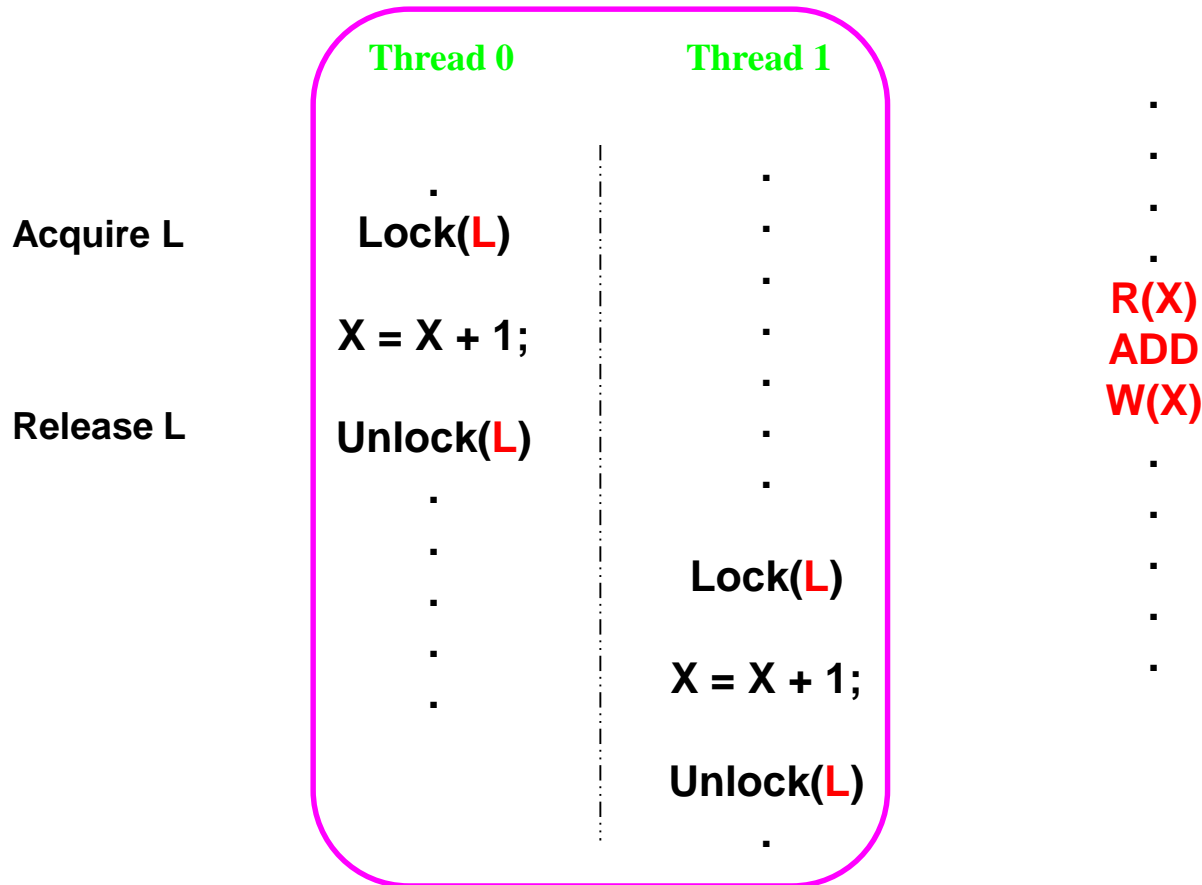 Thread 0 Thread 1
.
.
.
.
.
.
Acquire L Lock(L) .
.
.
R(X)
X = X + 1; .
ADD
.
W(X)
Release L Unlock(L) .
.
. .
.
.
.
Lock(L) .
.
.
.
X = X + 1; .
.
Unlock(L)
.